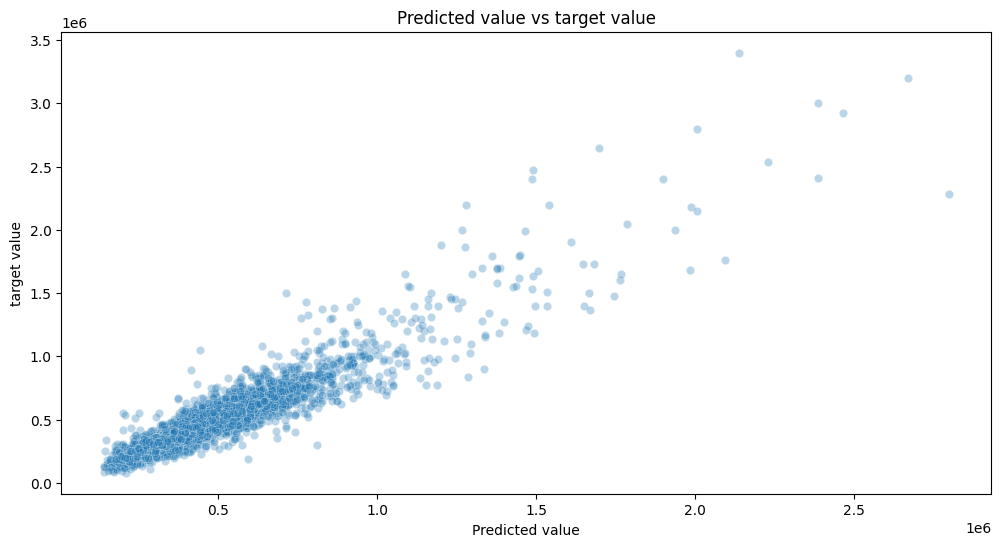 Predicted value vs target value
1e6
3.5
3.0
2.5
2.0
1.5
1.0
0.5
0.0
target value
0.5 1.0 1.5 2.0 2.5
1e6
Predicted value